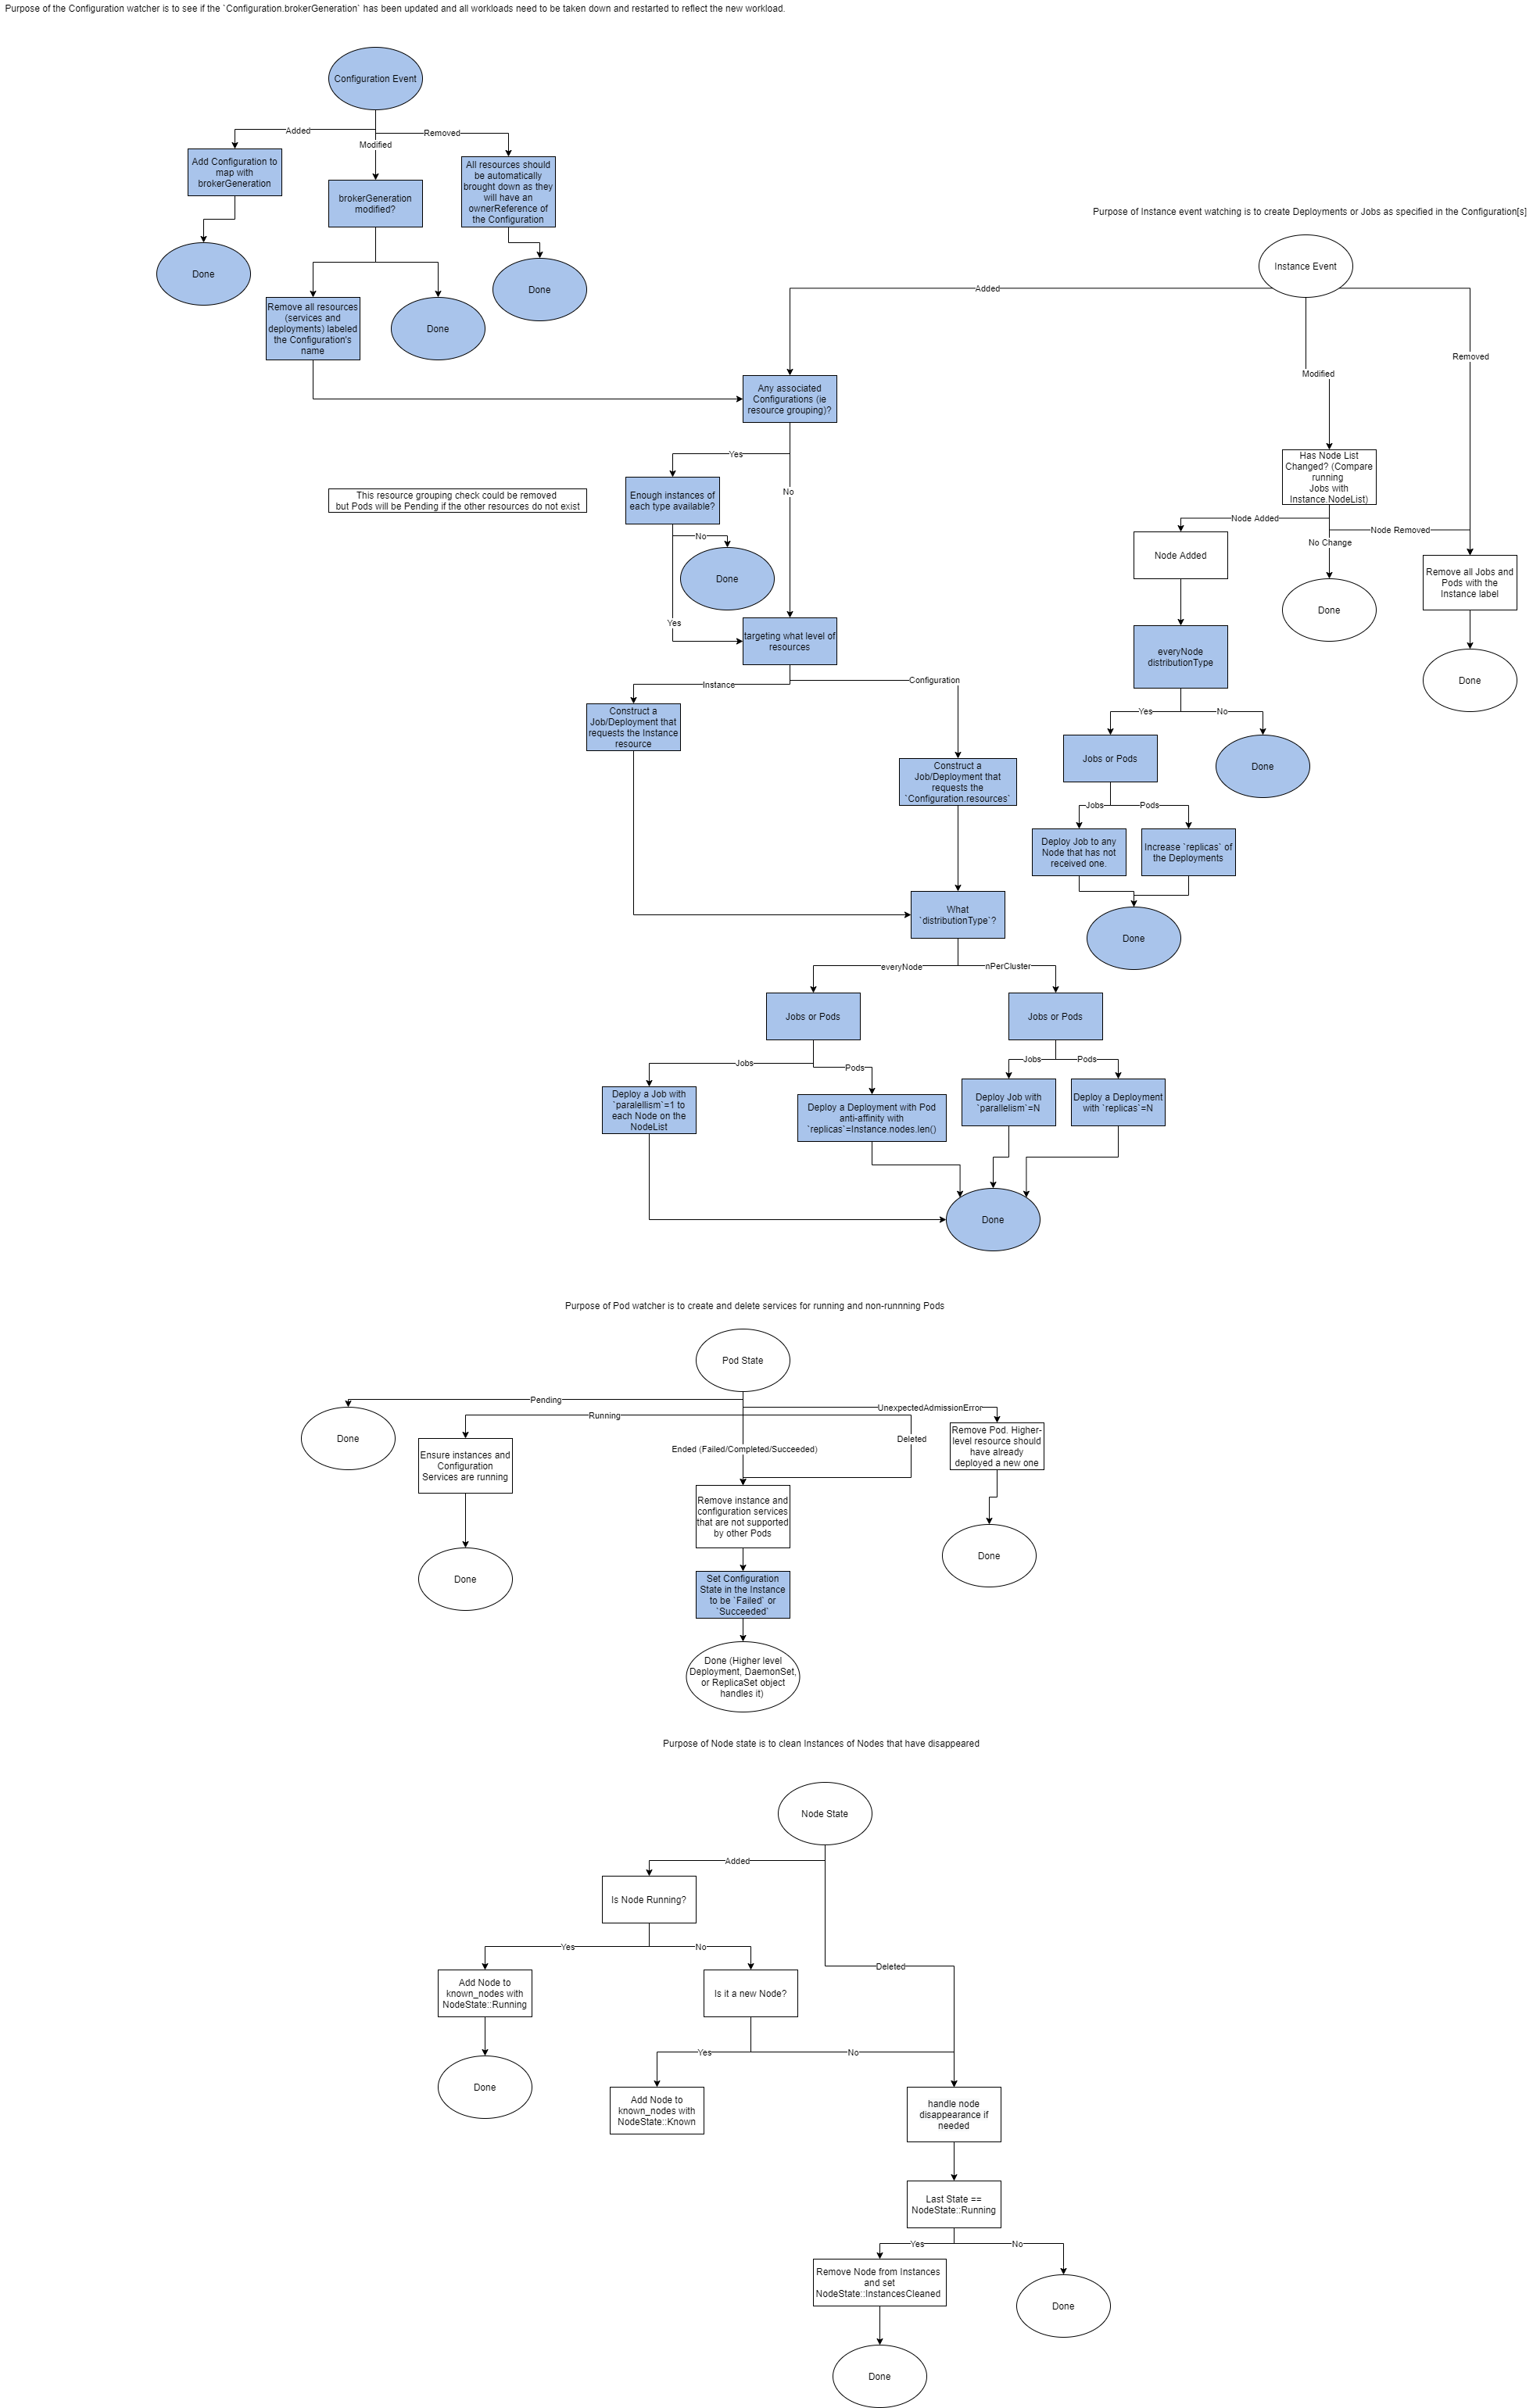 Purpose of the Configuration watcher is to see if the `Configuration.brokerGeneration` has been updated and all workloads need to be taken down and restarted to reflect the new workload.
Configuration Event
Added
Modified
Removed
Add Configuration to
map with
brokerGeneration
brokerGeneration
modified?
All resources should
be automatically
brought down as they
will have an
ownerReference of
the Configuration
Done
Done
Remove all resources
(services and
deployments) labeled
the Configuration's
name
Done
Purpose of Instance event watching is to create Deployments or Jobs as specified in the Configuration[s]
Instance Event
Added
Modified
Removed
Any associated
Configurations (ie
resource grouping)?
Yes
No
This resource grouping check could be removed
but Pods will be Pending if the other resources do not exist
Enough instances of
each type available?
No
Done
Yes
targeting what level of
resources
Instance
Configuration
Construct a
Job/Deployment that
requests the Instance
resource
Construct a
Job/Deployment that
requests the
`Configuration.resources`
Has Node List
Changed? (Compare
running
Jobs with
Instance.NodeList)
Node Added
No Change
Node Removed
Node Added
Done
Remove all Jobs and
Pods with the
Instance label
Done
everyNode
distributionType
Yes
No
Jobs or Pods
Done
Jobs
Pods
Deploy Job to any
Node that has not
received one.
Increase `replicas` of
the Deployments
Done
What
`distributionType`?
everyNode
nPerCluster
Jobs or Pods
Jobs or Pods
Jobs
Pods
Jobs
Pods
Deploy a Job with
`paralellism`=1 to
each Node on the
NodeList
Deploy a Deployment with Pod
anti-affinity with
`replicas`=Instance.nodes.len()
Deploy Job with
`parallelism`=N
Deploy a Deployment
with `replicas`=N
Done
Purpose of Pod watcher is to create and delete services for running and non-runnning Pods
Pod State
Pending
Running
Ended (Failed/Completed/Succeeded)
UnexpectedAdmissionError
Deleted
Done
Ensure instances and
Configuration
Services are running
Done
Remove instance and
configuration services
that are not supported
by other Pods
Remove Pod. Higher-
level resource should
have already
deployed a new one
Done
Set Configuration
State in the Instance
to be `Failed` or
`Succeeded`
Done (Higher level
Deployment, DaemonSet,
or ReplicaSet object
handles it)
Purpose of Node state is to clean Instances of Nodes that have disappeared
Node State
Added
Is Node Running?
Yes
No
Deleted
Add Node to
known_nodes with
NodeState::Running
Is it a new Node?
Done
Yes
No
Add Node to
known_nodes with
NodeState::Known
handle node
disappearance if
needed
Last State ==
NodeState::Running
Yes
No
Remove Node from Instances
and set
NodeState::InstancesCleaned
Done
Done